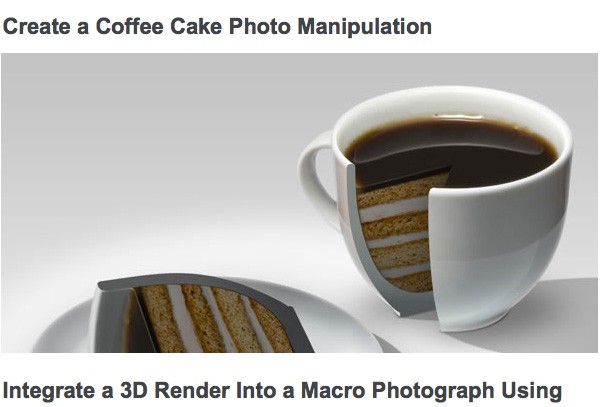 Create a Coffee Cake Photo Manipulation
Integrate a 3D Render Into a Macro Photograph Using